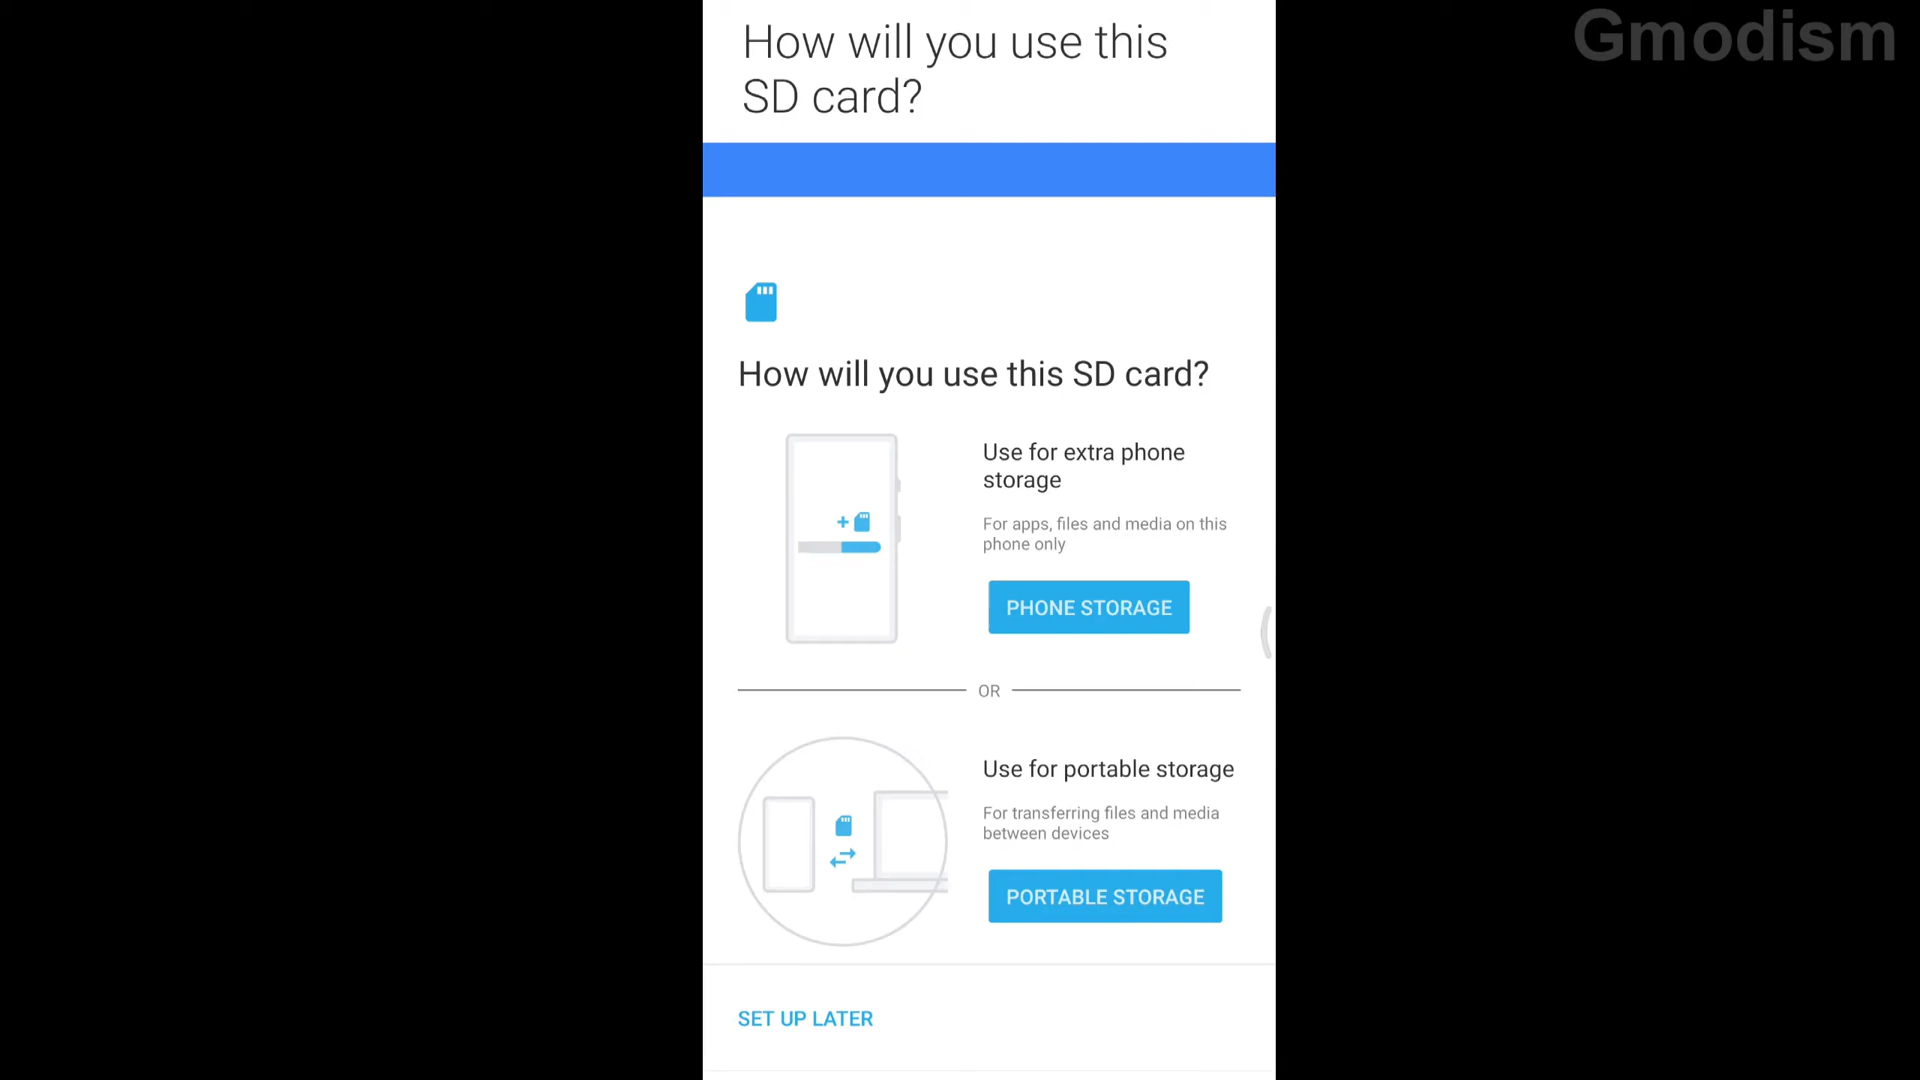 Gmodism
How will you use this
SD card?
How will you use this SD card?
Use for extra phone
storage
For apps, files and media on this
phone only
PHONE STORAGE
OR
Use for portable storage
For transferring files and media
between devices
PORTABLE STORAGE
SET UP LATER